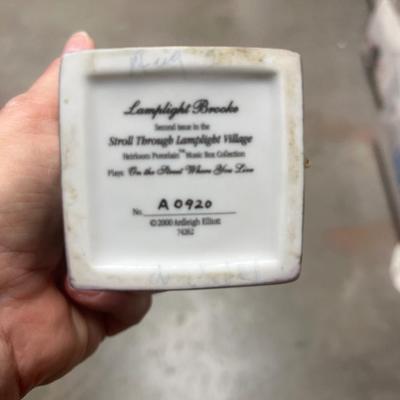 Lamplight Brooke
Second issue in the
Stroll Through Lamplight Village
Heirloom Porcelain™ Music Box Collection
Plays: On the Street Where You Live
No. A0920
©2000 Ardleigh Elliott
74262